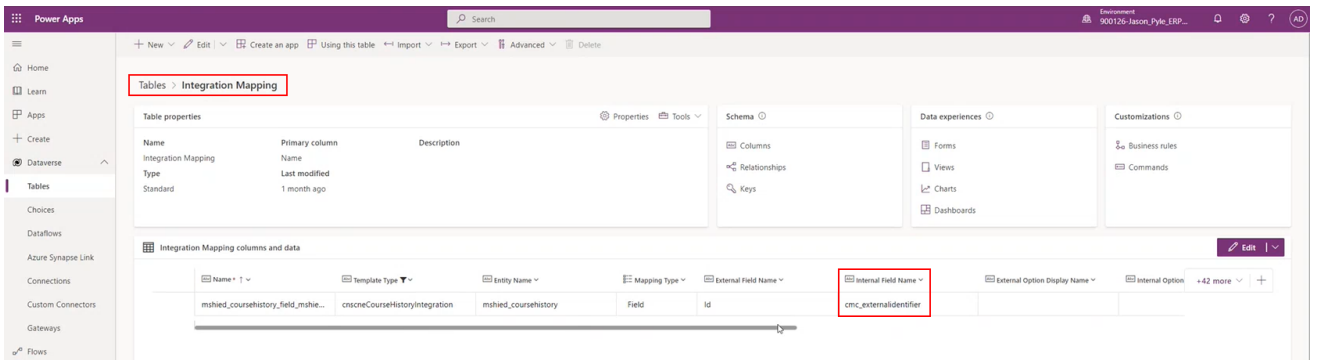 Power Apps
Search
Environment
900126-Jason_Pyle_ERP...
? AD
New Edit Create an app Using this table Import Export Advanced Delete
Home
Learn
Apps
Create
Dataverse
Tables
Choices
Dataflows
Azure Synapse Link
Connections
Custom Connectors
Gateways
Flows
Tables > Integration Mapping
Table properties Properties Tools
Name Primary column Description
Integration Mapping Name
Type Last modified
Standard 1 month ago
Schema
Columns
Relationships
Keys
Data experiences
Forms
Views
Charts
Dashboards
Customizations
Business rules
Commands
Integration Mapping columns and data Edit
Name * ↑ Template Type Entity Name Mapping Type External Field Name Internal Field Name External Option Display Name Internal Option +42 more +
mshied_coursehistory_field_mshie... cnscneCourseHistoryIntegration mshied_coursehistory Field Id cmc_externalidentifier